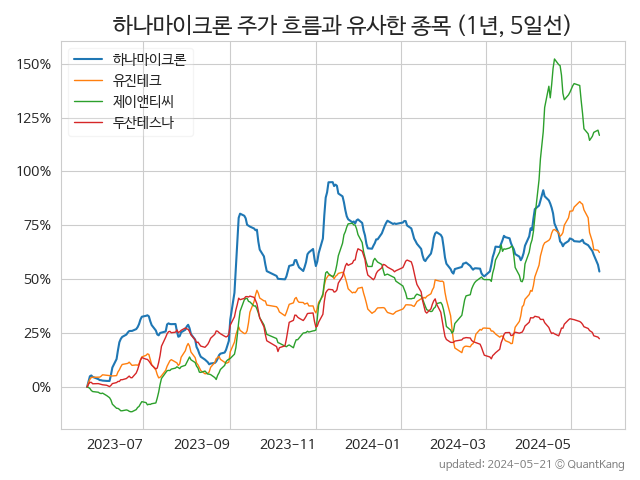 하나마이크론 주가 흐름과 유사한 종목 (1년, 5일선)
하나마이크론
유진테크
제이앤티씨
두산테스나
150%
125%
100%
75%
50%
25%
0%
2023-07
2023-09
2023-11
2024-01
2024-03
2024-05
updated: 2024-05-21 © QuantKang